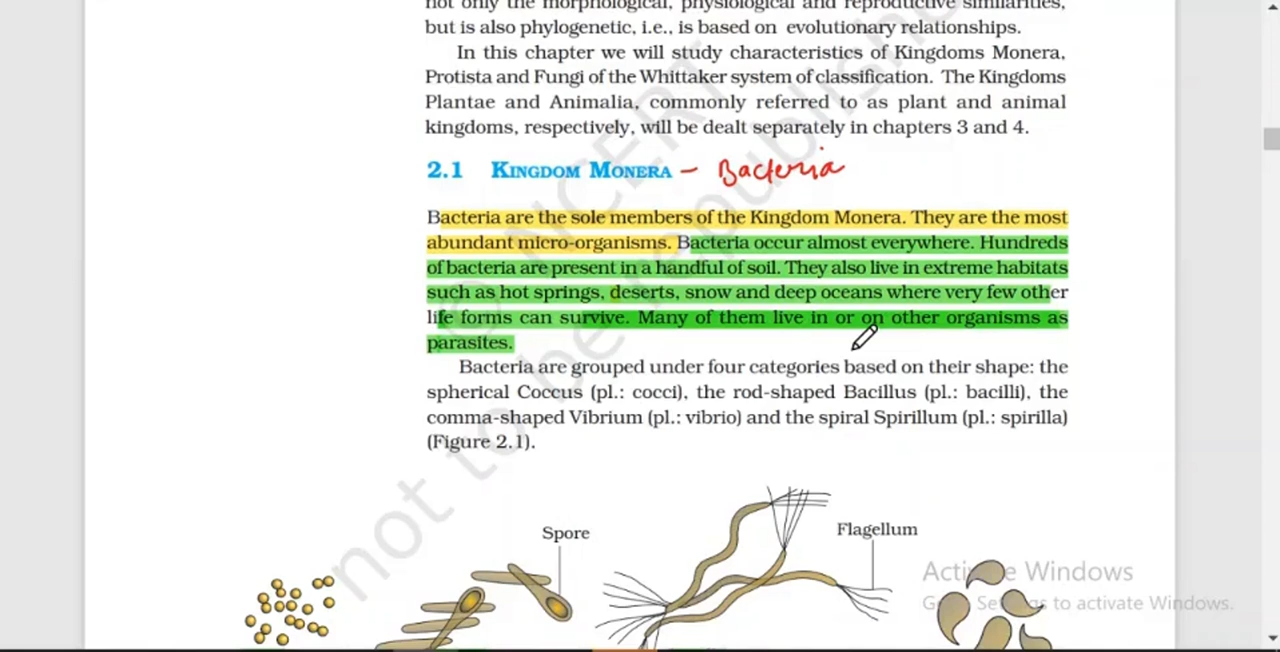 not only the morphological, physiological and reproductive similarities,
but is also phylogenetic, i.e., is based on evolutionary relationships.
In this chapter we will study characteristics of Kingdoms Monera,
Protista and Fungi of the Whittaker system of classification. The Kingdoms
Plantae and Animalia, commonly referred to as plant and animal
kingdoms, respectively, will be dealt separately in chapters 3 and 4.
2.1 KINGDOM MONERA - Bacteria
Bacteria are the sole members of the Kingdom Monera. They are the most
abundant micro-organisms. Bacteria occur almost everywhere. Hundreds
of bacteria are present in a handful of soil. They also live in extreme habitats
such as hot springs, deserts, snow and deep oceans where very few other
life forms can survive. Many of them live in or on other organisms as
parasites.
Bacteria are grouped under four categories based on their shape: the
spherical Coccus (pl.: cocci), the rod-shaped Bacillus (pl.: bacilli), the
comma-shaped Vibrium (pl.: vibrio) and the spiral Spirillum (pl.: spirilla)
(Figure 2.1).
Spore
Flagellum
© NCERT
not to be republished
Activate Windows
Go to Settings to activate Windows.